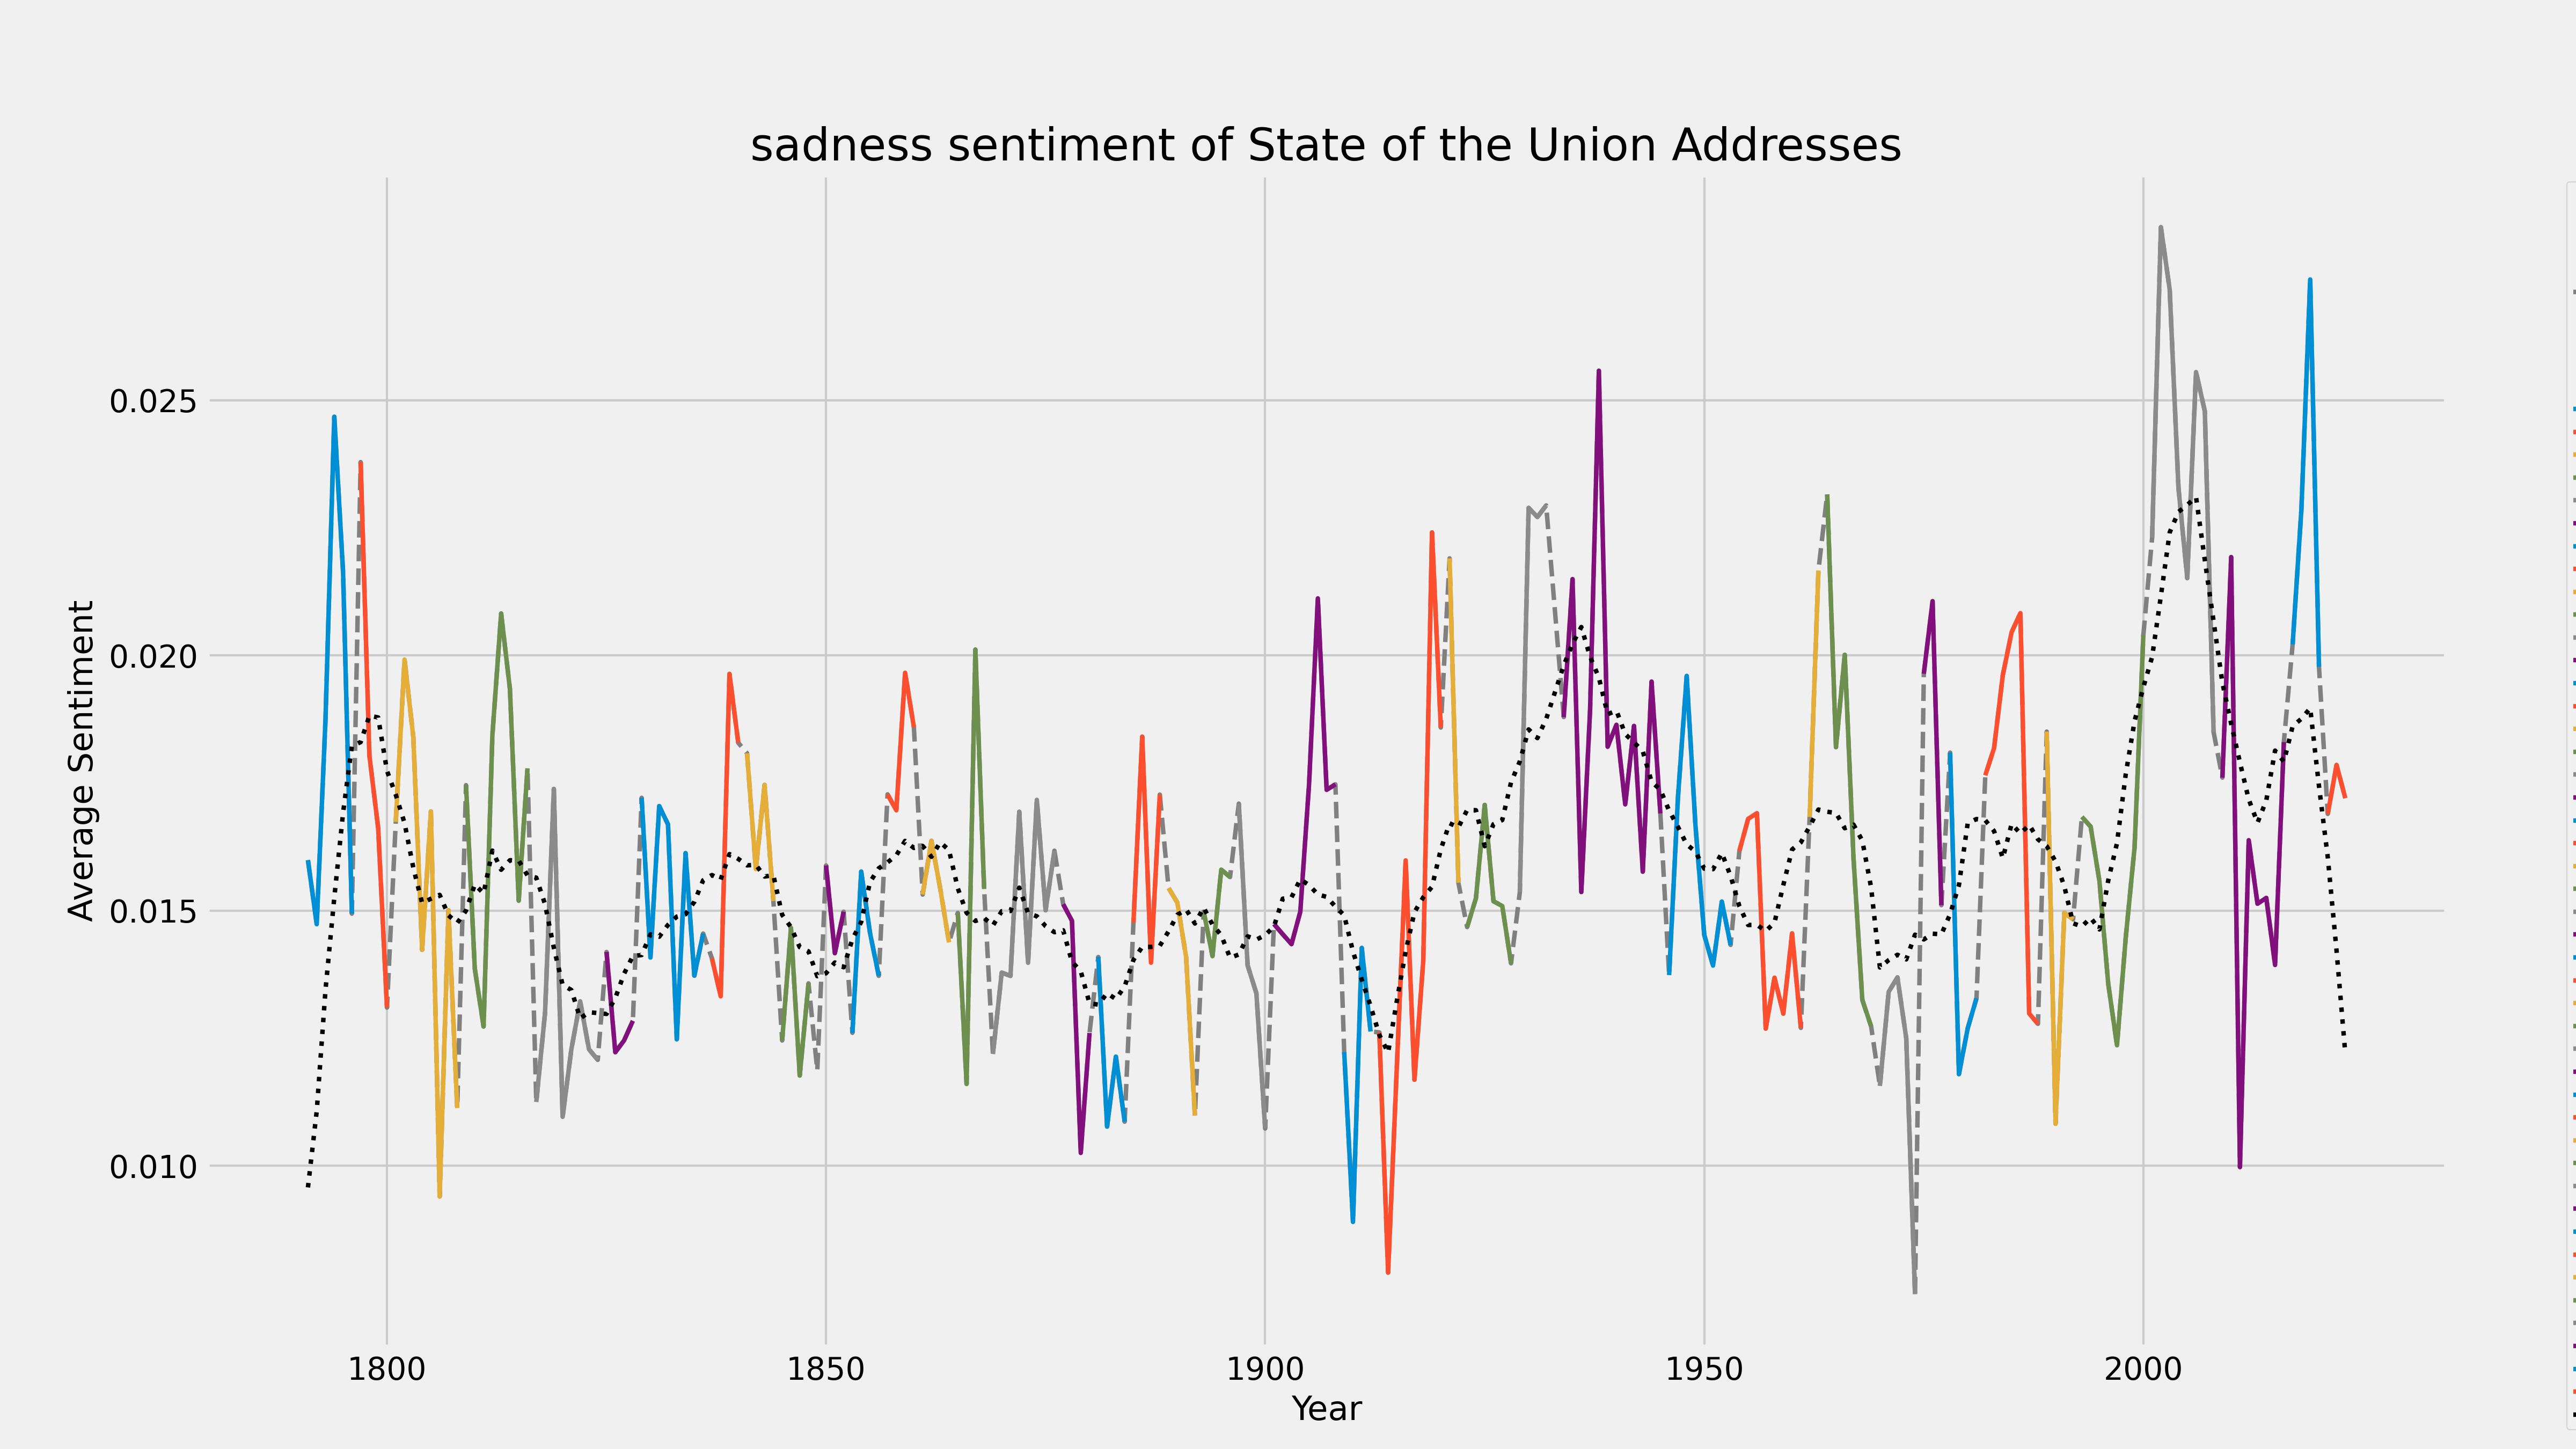 sadness sentiment of State of the Union Addresses
Average Sentiment
0.025
0.020
0.015
0.010
1800 1850 1900 1950 2000
Year